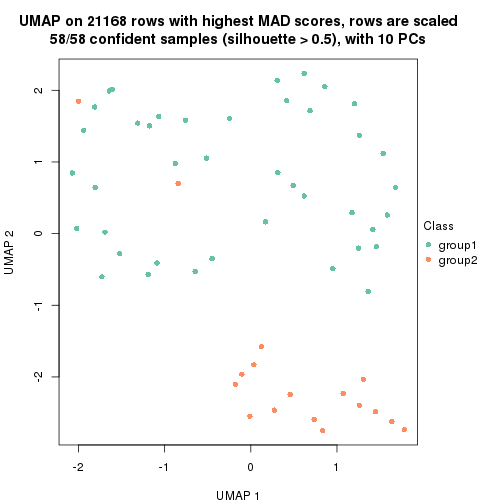 UMAP on 21168 rows with highest MAD scores, rows are scaled
58/58 confident samples (silhouette > 0.5), with 10 PCs
2
1
0
-1
-2
UMAP 2
-2
-1
0
1
UMAP 1
Class
group1
group2